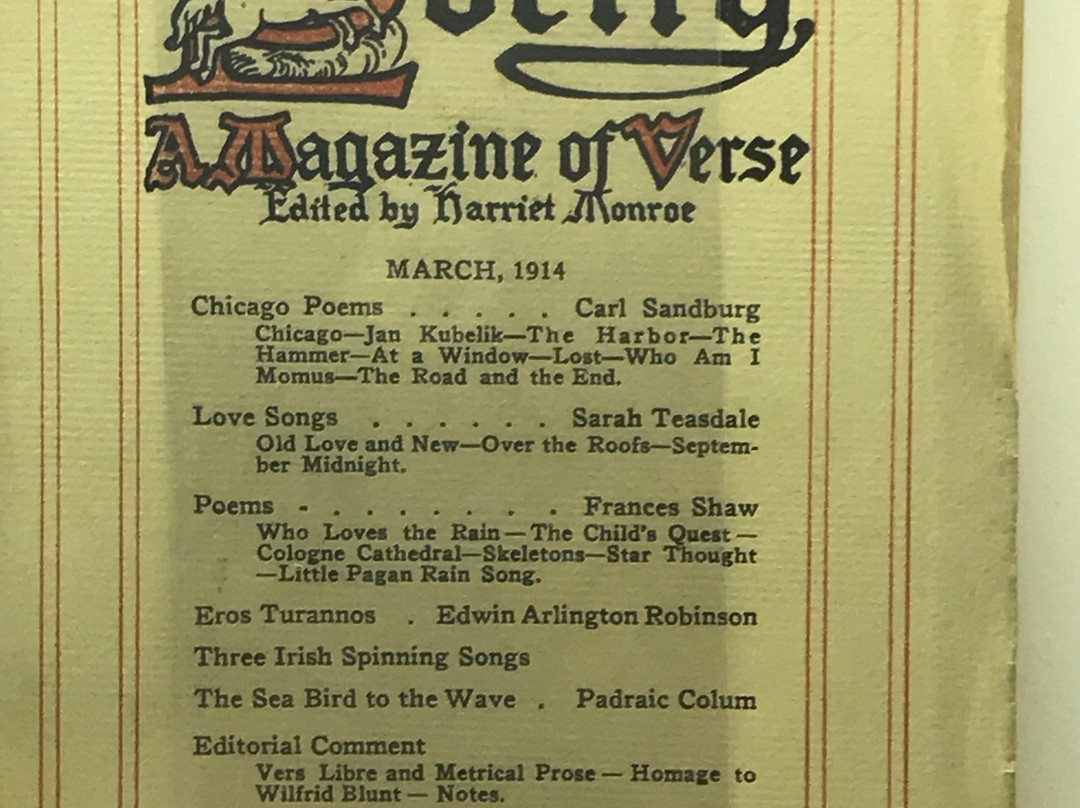 Poetry
A Magazine of Verse
Edited by Harriet Monroe
MARCH, 1914
Chicago Poems . . . . . Carl Sandburg
Chicago—Jan Kubelik—The Harbor—The
Hammer—At a Window—Lost—Who Am I
Momus—The Road and the End.
Love Songs . . . . . . Sarah Teasdale
Old Love and New—Over the Roofs—Septem-
ber Midnight.
Poems - . . . . . . . Frances Shaw
Who Loves the Rain—The Child's Quest—
Cologne Cathedral—Skeletons—Star Thought
—Little Pagan Rain Song.
Eros Turannos . Edwin Arlington Robinson
Three Irish Spinning Songs
The Sea Bird to the Wave . Padraic Colum
Editorial Comment
Vers Libre and Metrical Prose — Homage to
Wilfrid Blunt — Notes.